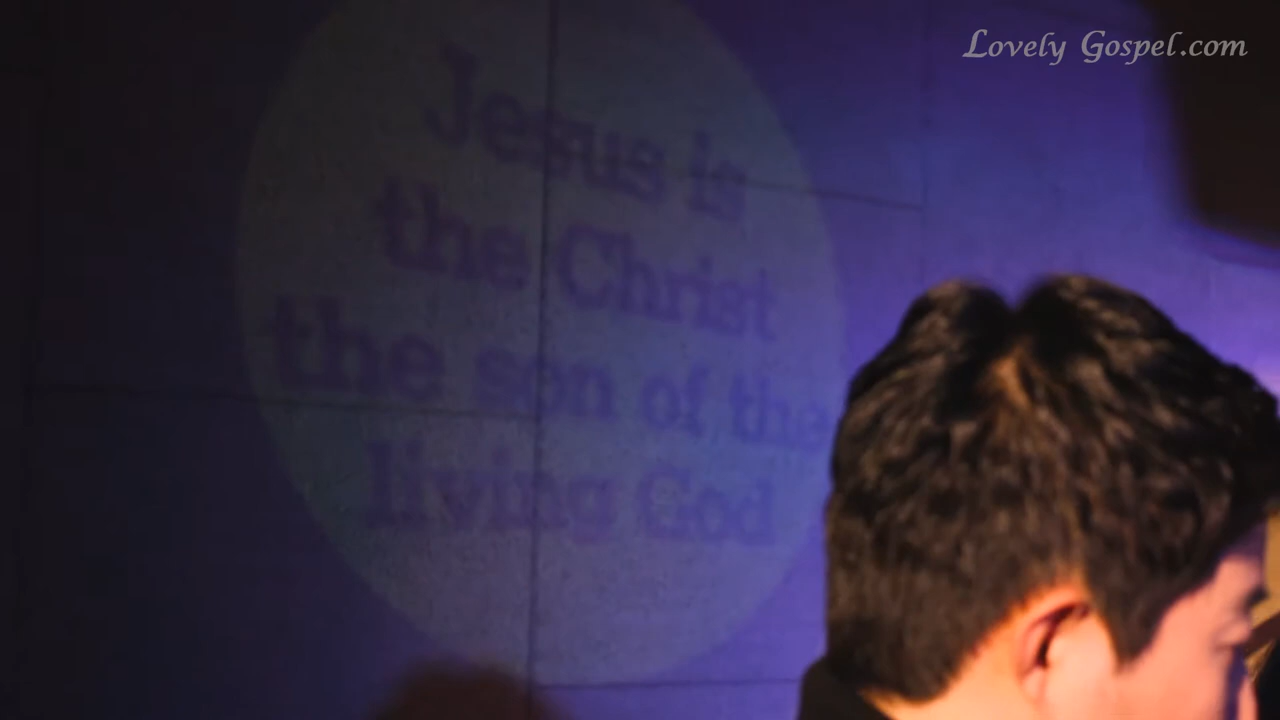 Lovely Gospel.com
Jesus is
the Christ
the son of the
living God